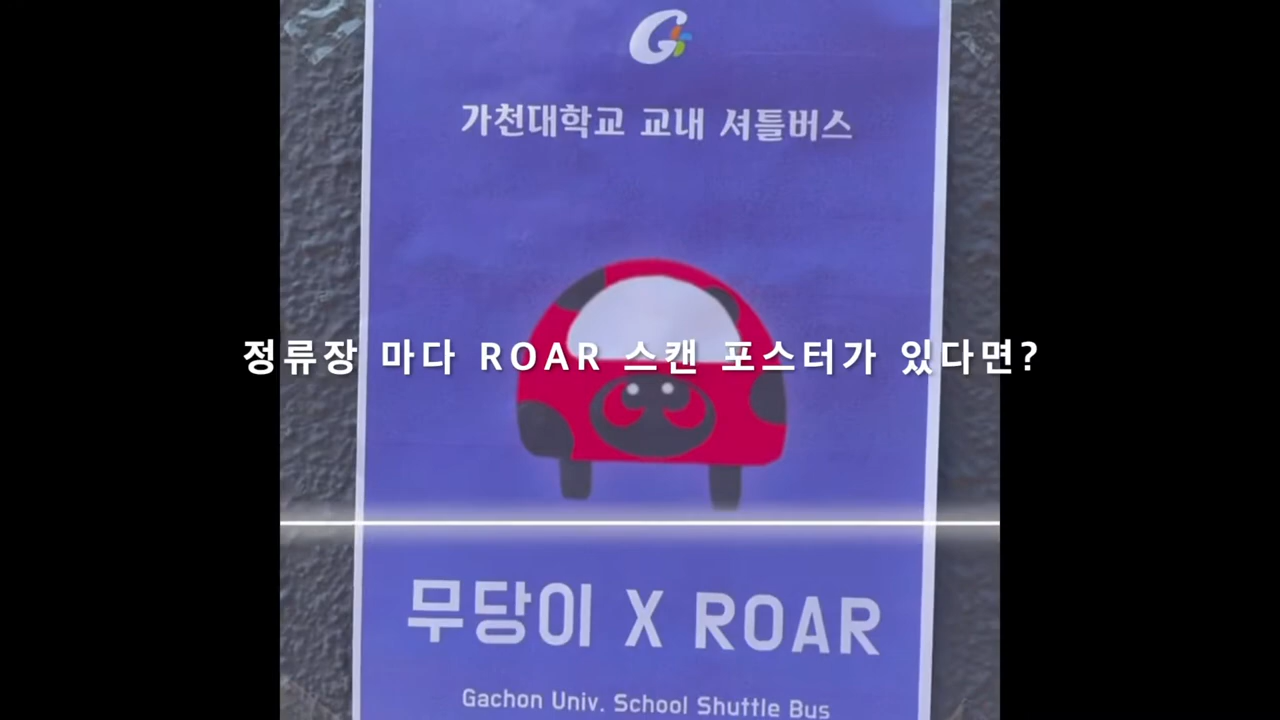 G
가천대학교 교내 셔틀버스
정류장 마다 ROAR 스캔 포스터가 있다면?
무당이 X ROAR
Gachon Univ. School Shuttle Bus